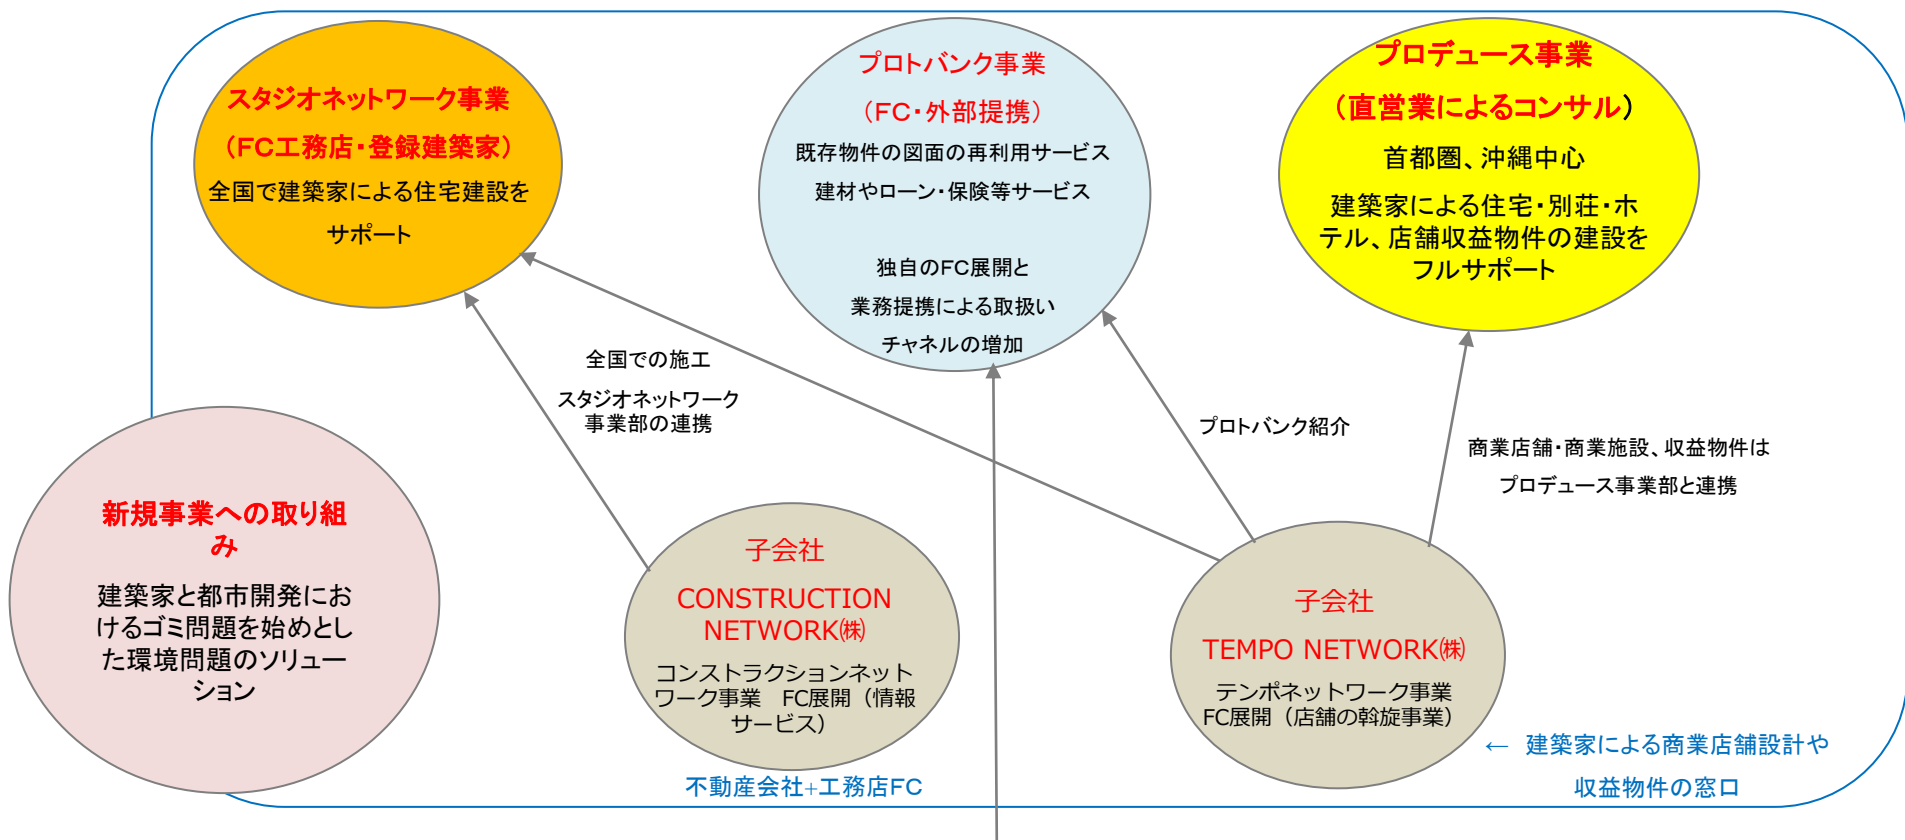 スタジオネットワーク事業
（FC工務店・登録建築家）
全国で建築家による住宅建設を
サポート
プロトバンク事業
（FC・外部提携）
既存物件の図面の再利用サービス
建材やローン・保険等サービス
独自のFC展開と
業務提携による取扱い
チャネルの増加
プロデュース事業
（直営業によるコンサル）
首都圏、沖縄中心
建築家による住宅・別荘・ホ
テル、店舗収益物件の建設を
フルサポート
全国での施工
スタジオネットワーク
事業部の連携
プロトバンク紹介
商業店舗・商業施設、収益物件は
プロデュース事業部と連携
新規事業への取り組
み
建築家と都市開発にお
けるゴミ問題を始めとし
た環境問題のソリュー
ション
子会社
CONSTRUCTION
NETWORK㈱
コンストラクションネット
ワーク事業　FC展開（情報
サービス）
不動産会社+工務店FC
子会社
TEMPO NETWORK㈱
テンポネットワーク事業
FC展開（店舗の斡旋事業）
← 建築家による商業店舗設計や
収益物件の窓口